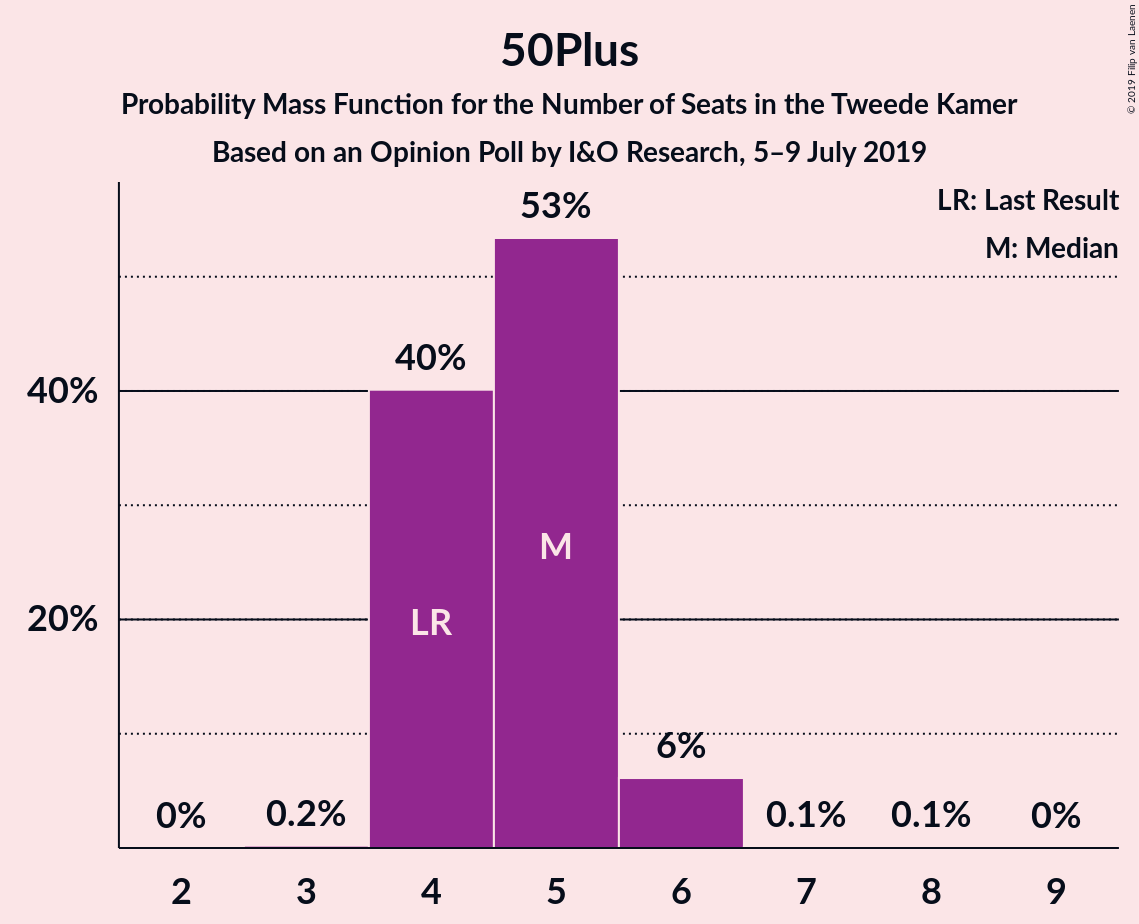 50Plus
Probability Mass Function for the Number of Seats in the Tweede Kamer
Based on an Opinion Poll by I&O Research, 5–9 July 2019
© 2019 Filip van Laenen
LR: Last Result
M: Median
53%
40%
40%
M
LR
20%
6%
0%
0.2%
0.1%
0.1%
0%
2 3 4 5 6 7 8 9